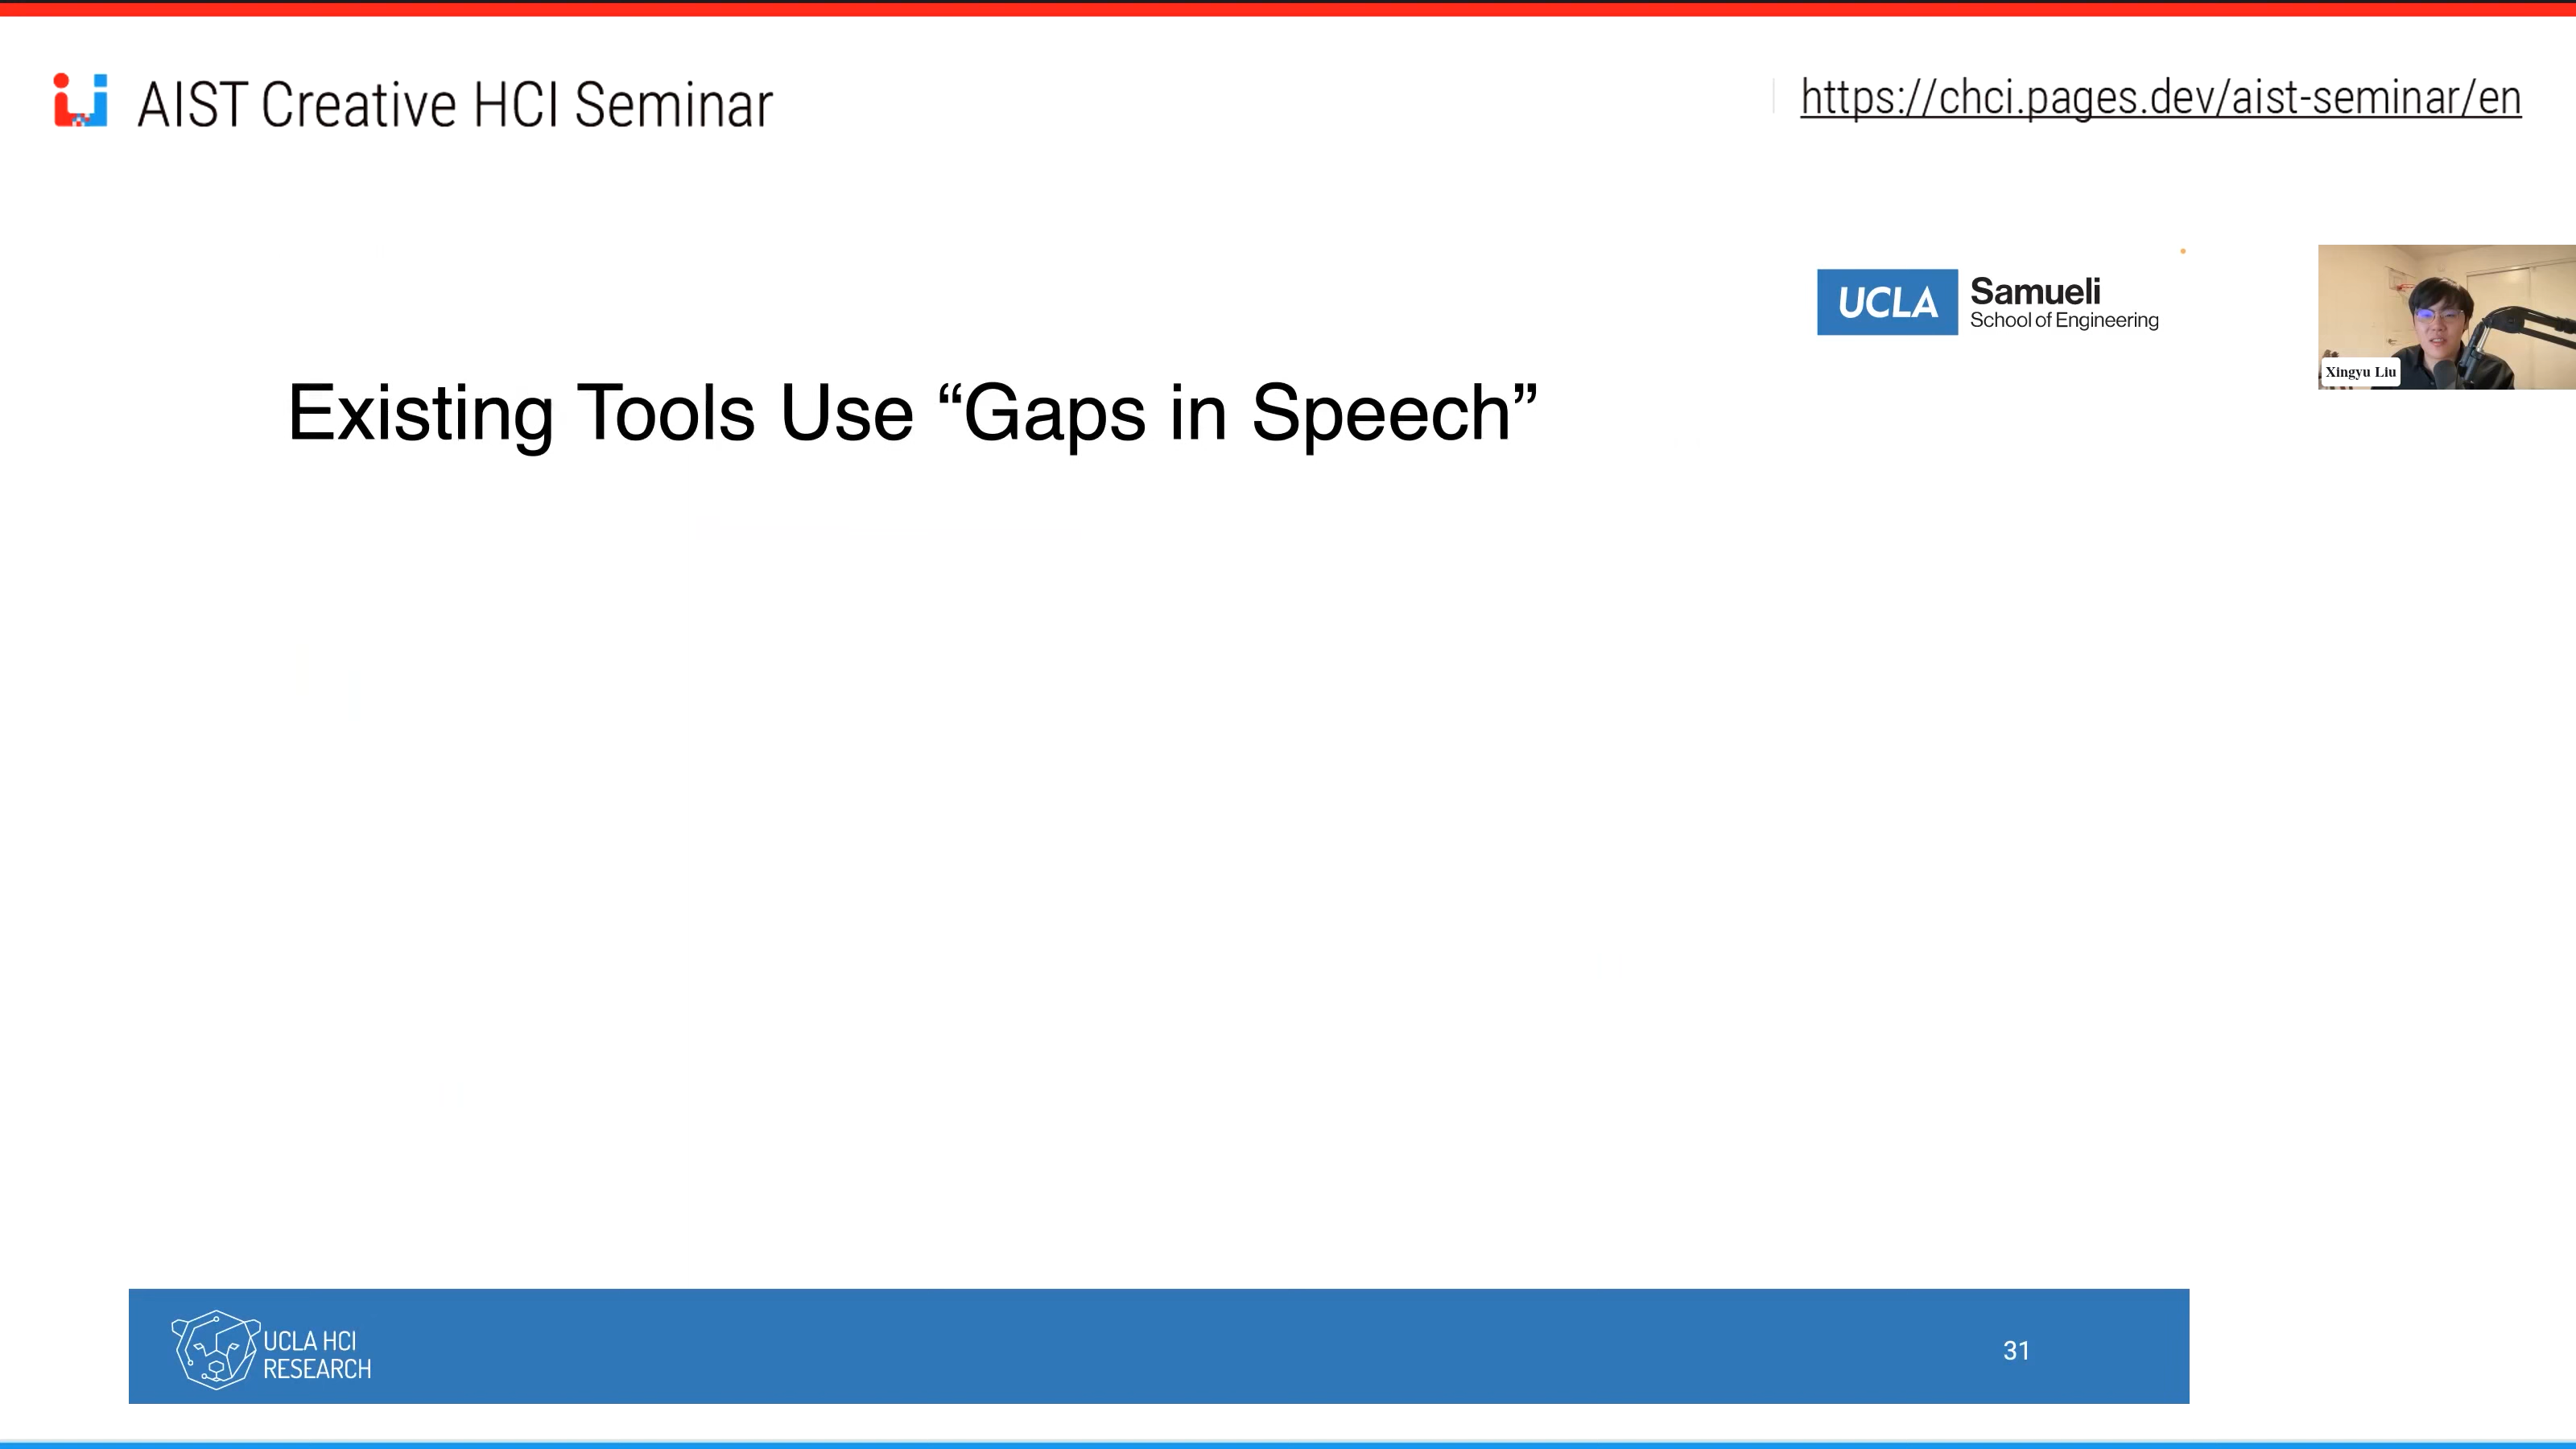 AIST Creative HCI Seminar
https://chci.pages.dev/aist-seminar/en
UCLA
Samueli
School of Engineering
Xingyu Liu
Existing Tools Use “Gaps in Speech”
UCLA HCI
RESEARCH
31